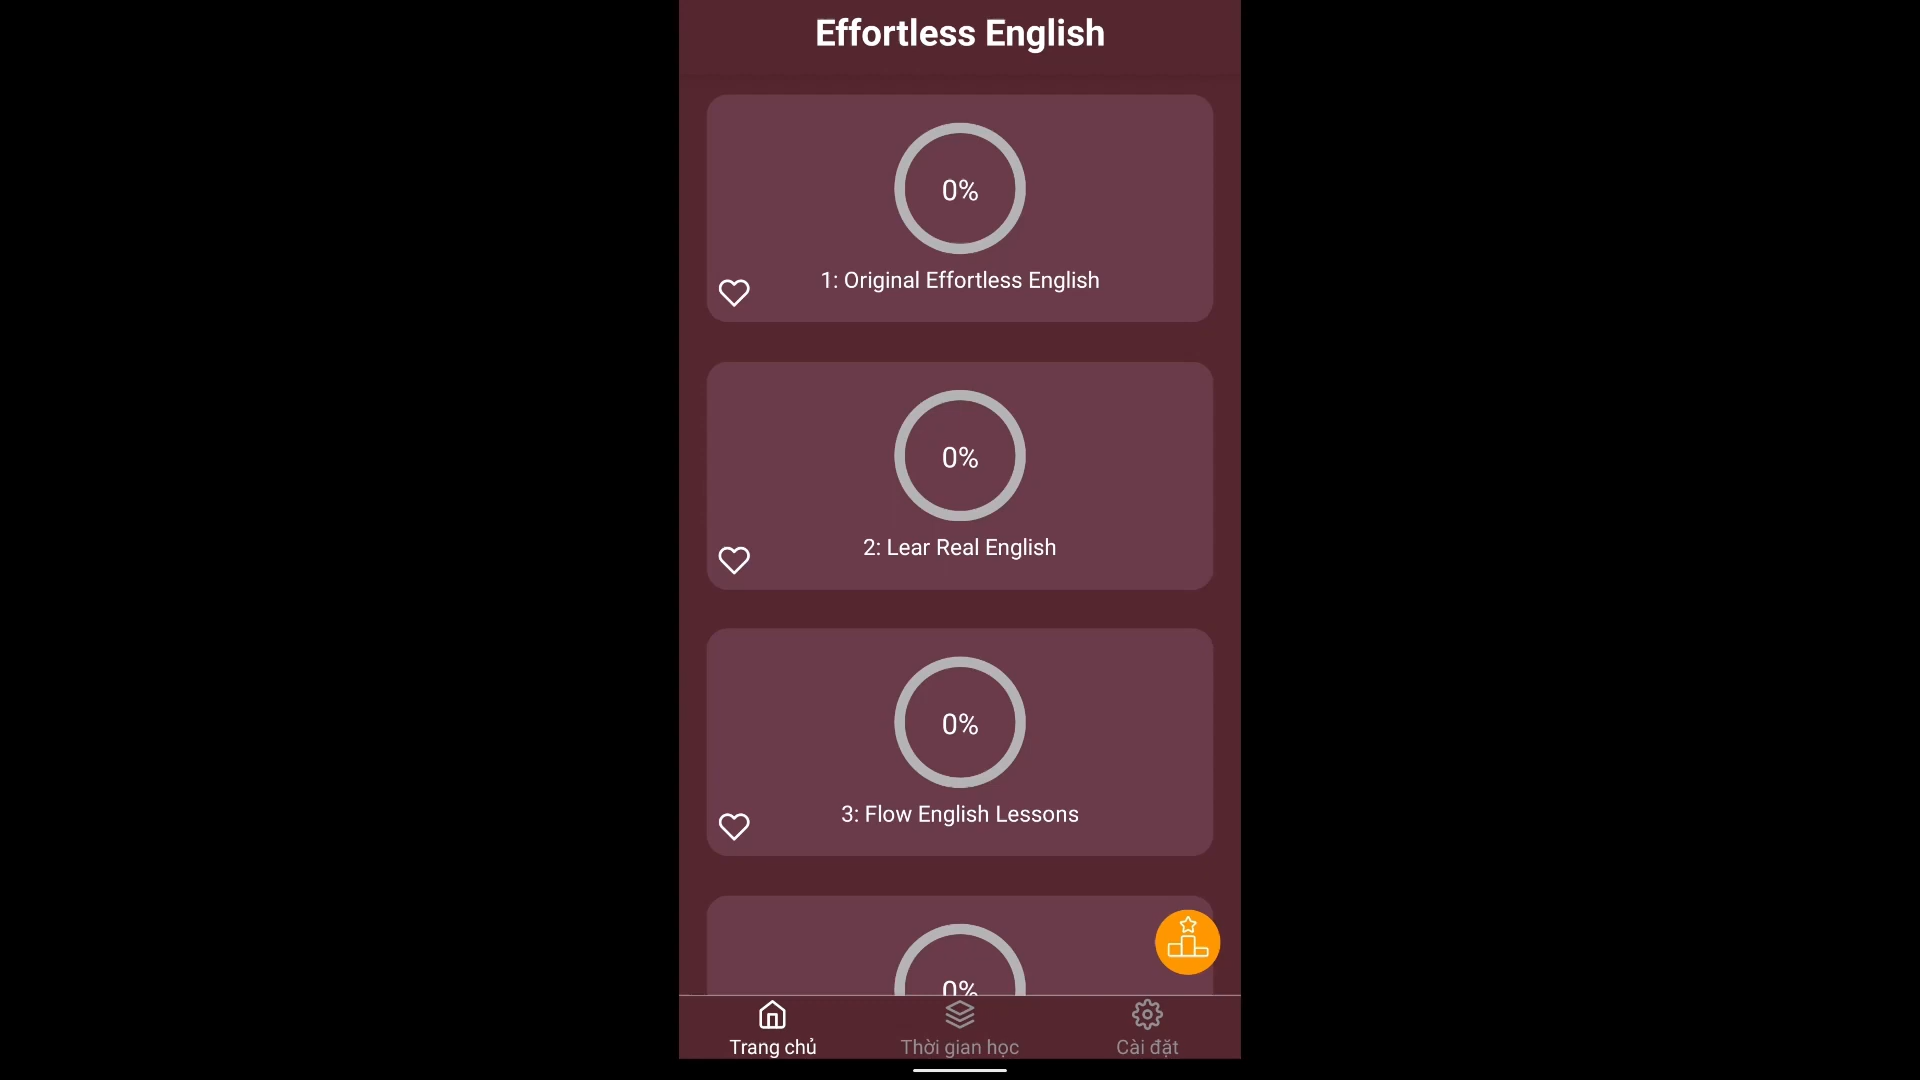 Effortless English
0%
1: Original Effortless English
0%
2: Lear Real English
0%
3: Flow English Lessons
0%
Trang chủ
Thời gian học
Cài đặt